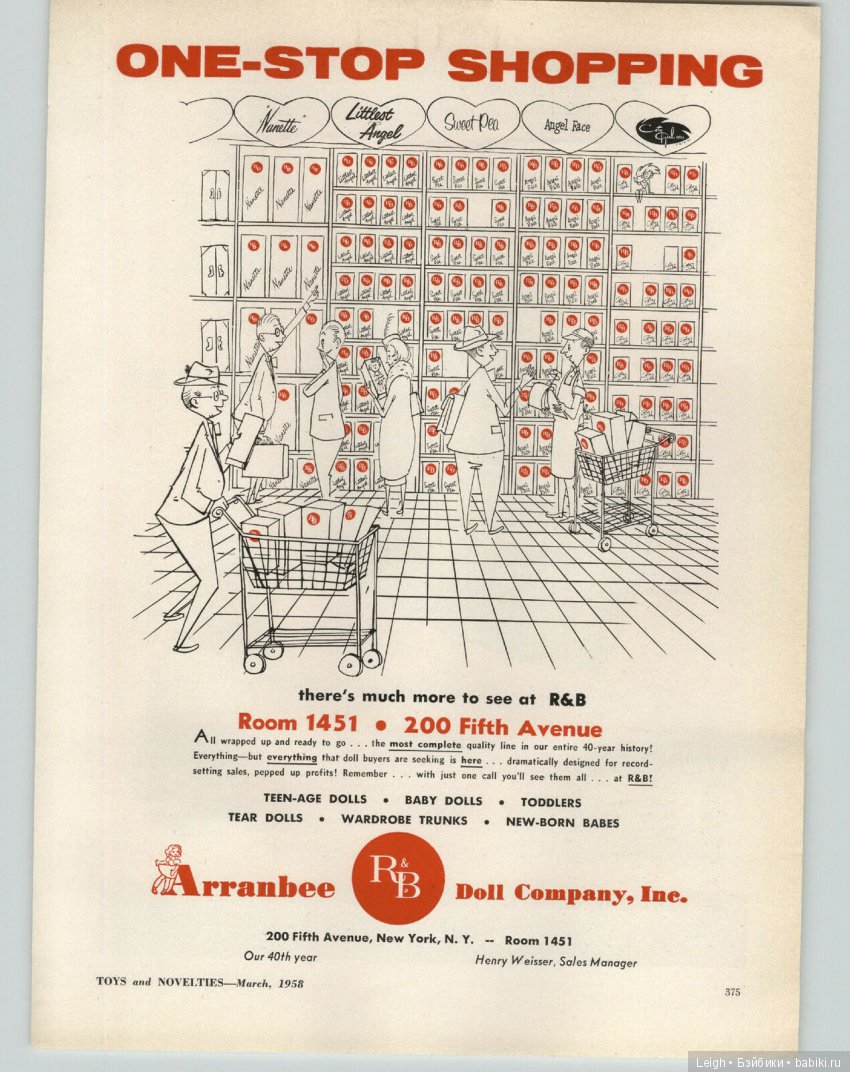 ONE-STOP SHOPPING
"Nanette"
Littlest
Angel
Sweet Pea
Angel Face
there's much more to see at R&B
Room 1451 • 200 Fifth Avenue
All wrapped up and ready to go . . . the most complete quality line in our entire 40-year history!
Everything—but everything that doll buyers are seeking is here . . . dramatically designed for record-
setting sales, pepped up profits! Remember . . . with just one call you'll see them all . . . at R&B!
TEEN-AGE DOLLS • BABY DOLLS • TODDLERS
TEAR DOLLS • WARDROBE TRUNKS • NEW-BORN BABES
Arranbee R&B Doll Company, Inc.
200 Fifth Avenue, New York, N. Y. -- Room 1451
Our 40th year
Henry Weisser, Sales Manager
TOYS and NOVELTIES—March, 1958
375
Leigh • Бэйбики • babiki.ru